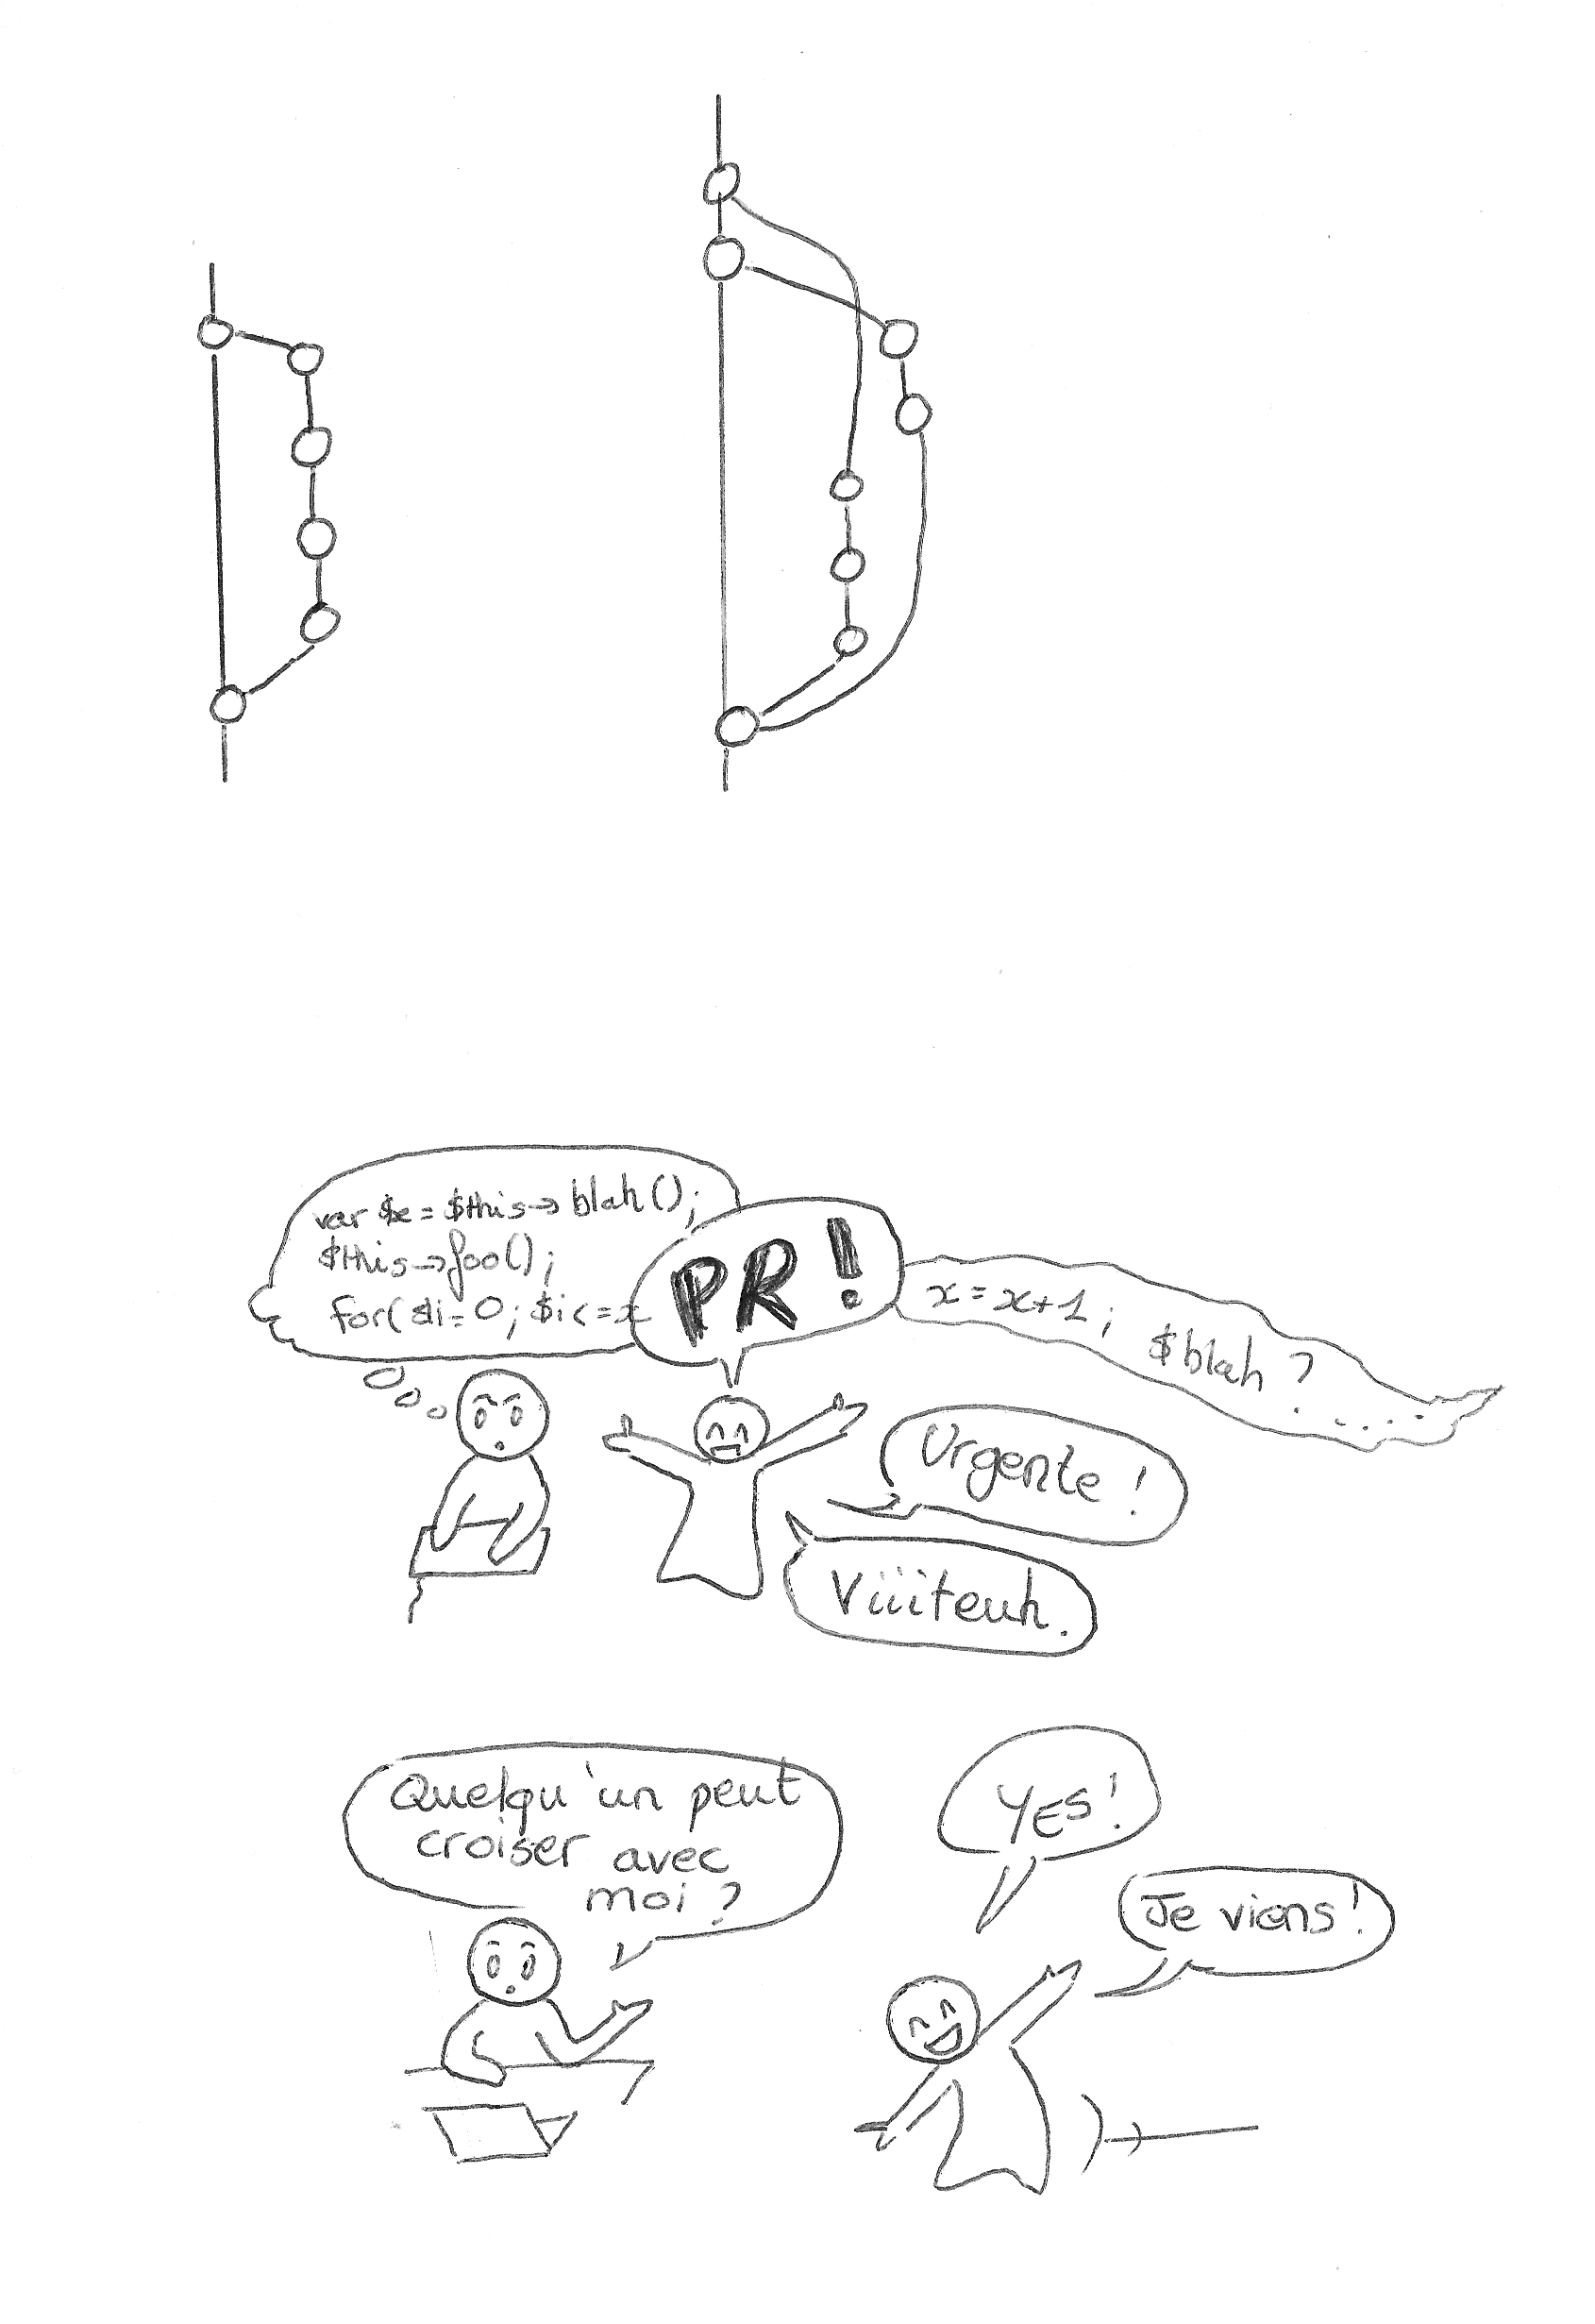 var $x = $this→blah();
$this→foo();
for($i=0; $i<=x
PR!
x = x+1;
$blah ?
.....
Urgente !
Viiiteuh.
Quelqu'un peut
croiser avec
moi ?
YES!
Je viens!